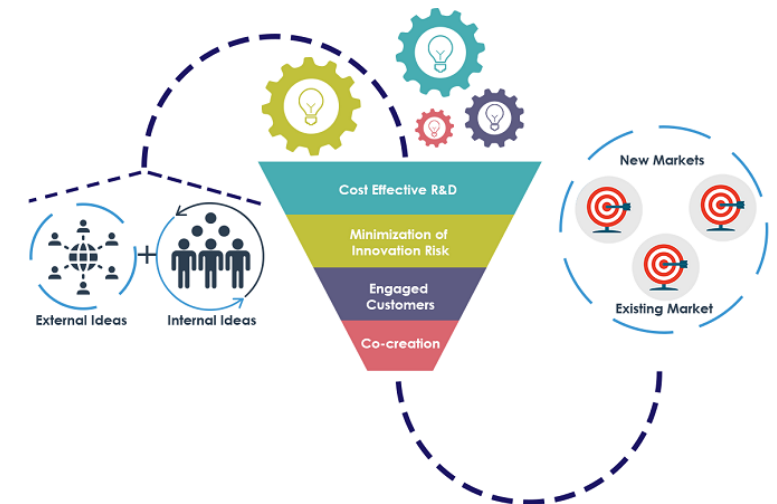 External Ideas
+
Internal Ideas
Cost Effective R&D
Minimization of
Innovation Risk
Engaged
Customers
Co-creation
New Markets
Existing Market